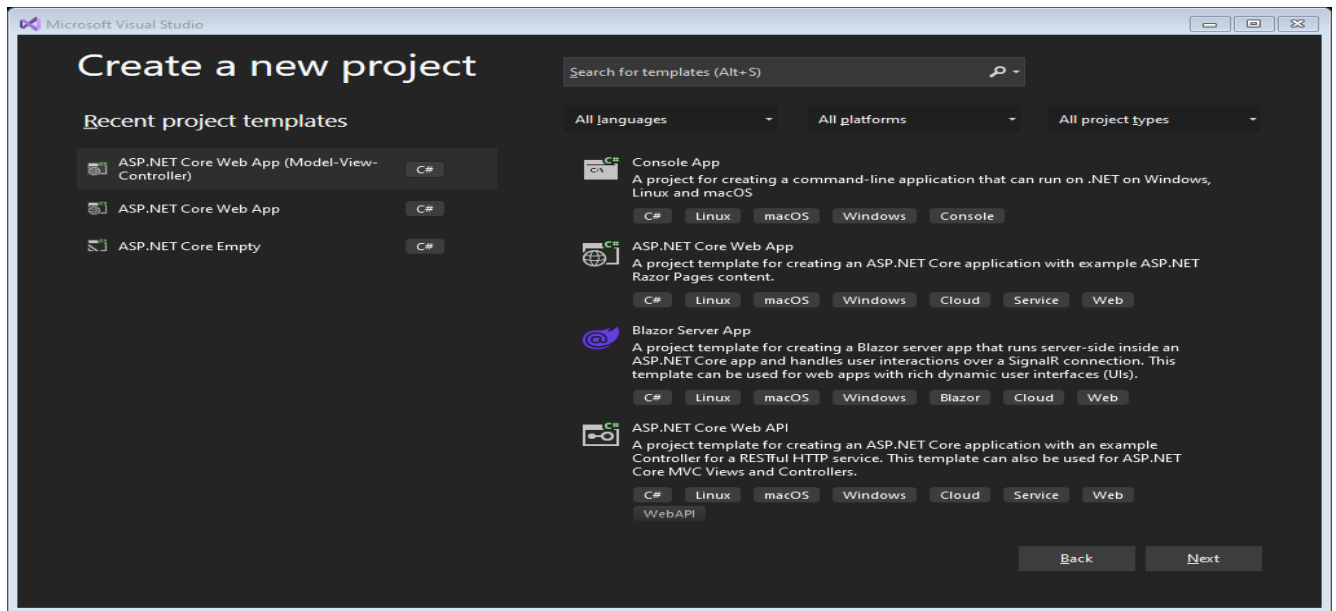 Microsoft Visual Studio
Create a new project
Recent project templates
ASP.NET Core Web App (Model-View-
Controller)
C#
ASP.NET Core Web App
C#
ASP.NET Core Empty
C#
Search for templates (Alt+S)
All languages
All platforms
All project types
C#
C:\
Console App
A project for creating a command-line application that can run on .NET on Windows,
Linux and macOS
C# Linux macOS Windows Console
C#
ASP.NET Core Web App
A project template for creating an ASP.NET Core application with example ASP.NET
Razor Pages content.
C# Linux macOS Windows Cloud Service Web
Blazor Server App
A project template for creating a Blazor server app that runs server-side inside an
ASP.NET Core app and handles user interactions over a SignalR connection. This
template can be used for web apps with rich dynamic user interfaces (UIs).
C# Linux macOS Windows Blazor Cloud Web
C#
ASP.NET Core Web API
A project template for creating an ASP.NET Core application with an example
Controller for a RESTful HTTP service. This template can also be used for ASP.NET
Core MVC Views and Controllers.
C# Linux macOS Windows Cloud Service Web
WebAPI
Back
Next